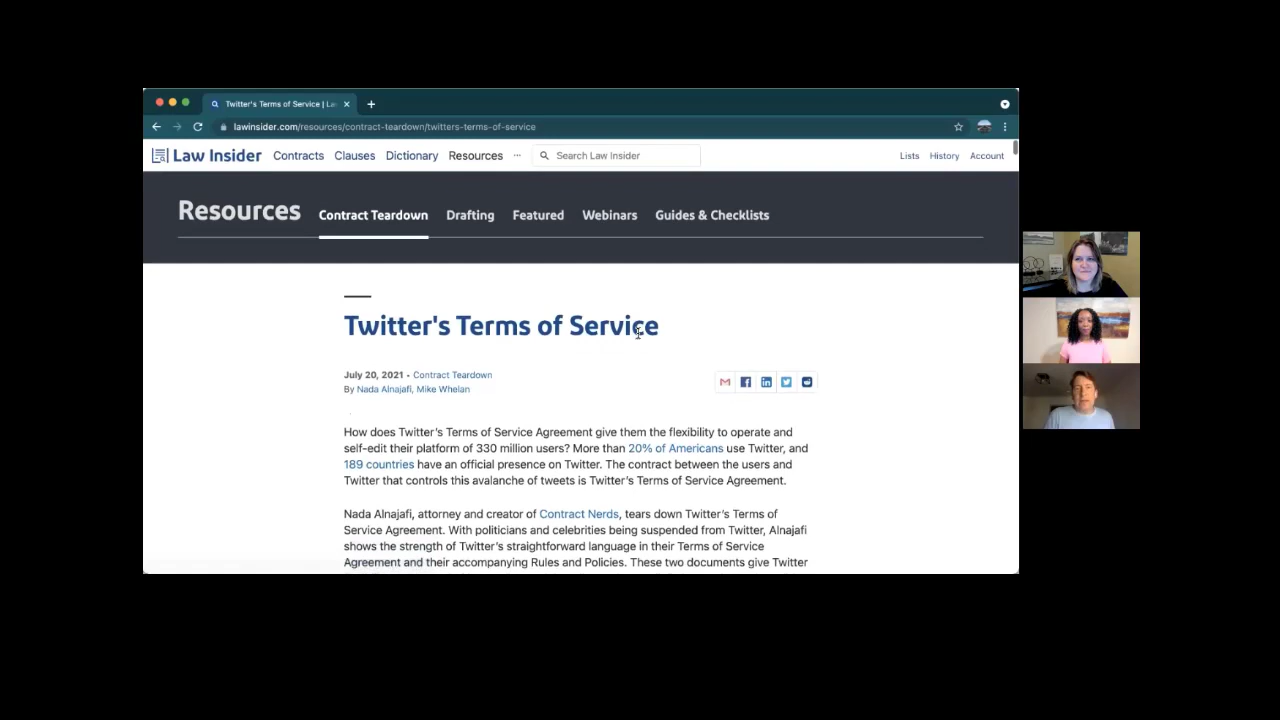 Twitter's Terms of Service | La
lawinsider.com/resources/contract-teardown/twitters-terms-of-service
Law Insider Contracts Clauses Dictionary Resources ··· Search Law Insider Lists History Account
Resources Contract Teardown Drafting Featured Webinars Guides & Checklists
Twitter's Terms of Service
July 20, 2021 • Contract Teardown
By Nada Alnajafi, Mike Whelan
How does Twitter's Terms of Service Agreement give them the flexibility to operate and
self-edit their platform of 330 million users? More than 20% of Americans use Twitter, and
189 countries have an official presence on Twitter. The contract between the users and
Twitter that controls this avalanche of tweets is Twitter's Terms of Service Agreement.
Nada Alnajafi, attorney and creator of Contract Nerds, tears down Twitter's Terms of
Service Agreement. With politicians and celebrities being suspended from Twitter, Alnajafi
shows the strength of Twitter's straightforward language in their Terms of Service
Agreement and their accompanying Rules and Policies. These two documents give Twitter